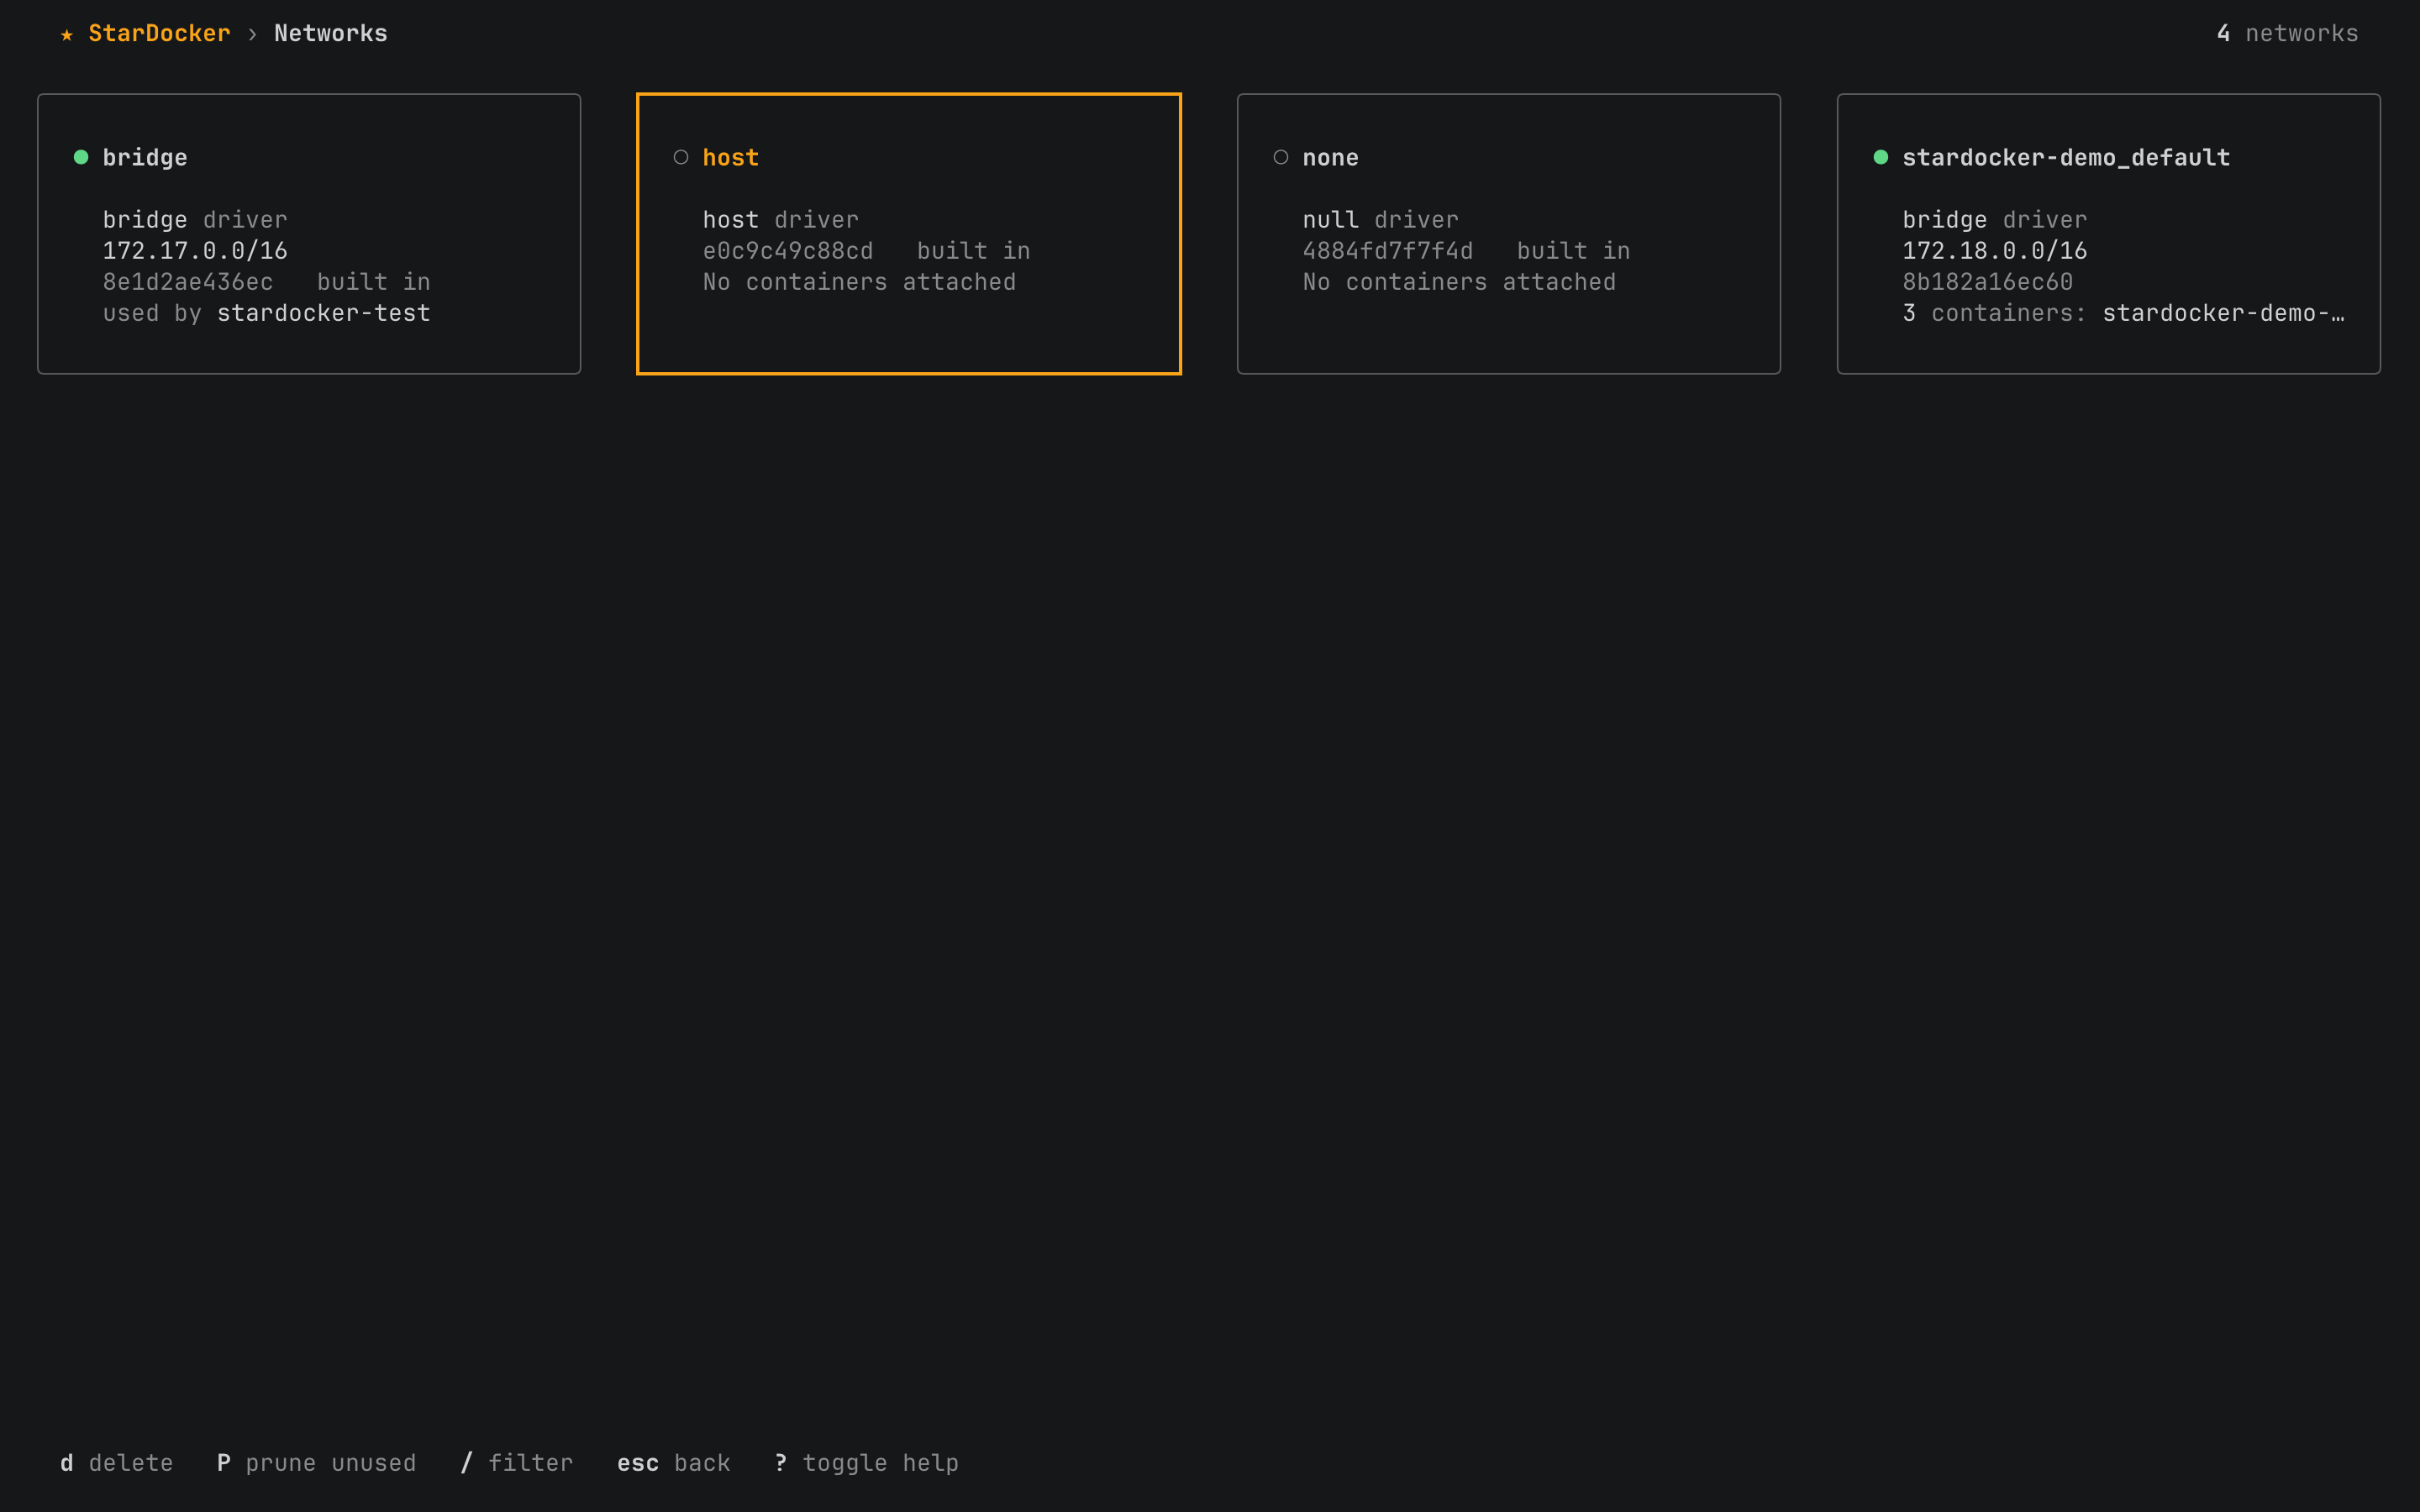 ★ StarDocker › Networks
4 networks
bridge
bridge driver
172.17.0.0/16
8e1d2ae436ec built in
used by stardocker-test
host
host driver
e0c9c49c88cd built in
No containers attached
none
null driver
4884fd7f7f4d built in
No containers attached
stardocker-demo_default
bridge driver
172.18.0.0/16
8b182a16ec60
3 containers: stardocker-demo-…
d delete P prune unused / filter esc back ? toggle help